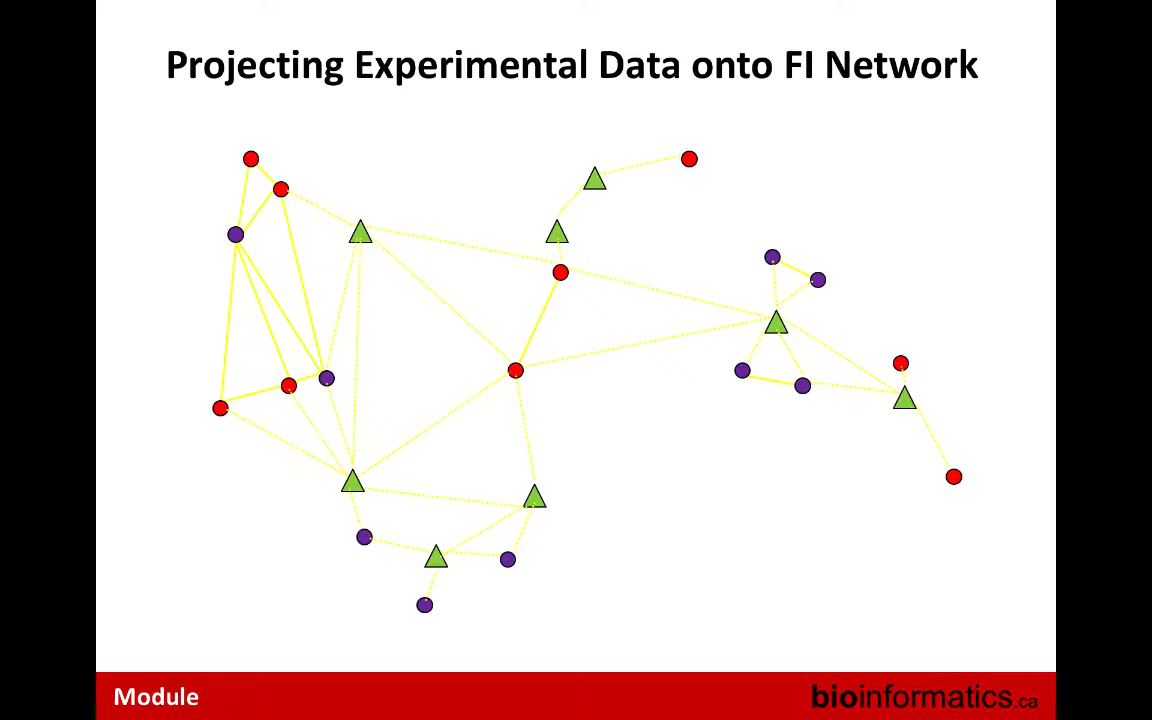 Projecting Experimental Data onto FI Network
Module
bioinformatics.ca